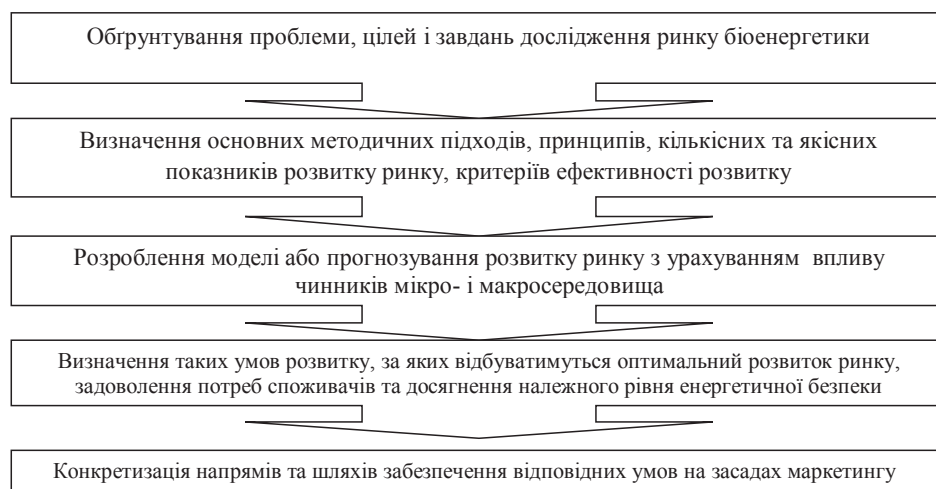 Обґрунтування проблеми, цілей і завдань дослідження ринку біоенергетики
Визначення основних методичних підходів, принципів, кількісних та якісних
показників розвитку ринку, критеріїв ефективності розвитку
Розроблення моделі або прогнозування розвитку ринку з урахуванням впливу
чинників мікро- і макросередовища
Визначення таких умов розвитку, за яких відбуватимуться оптимальний розвиток ринку,
задоволення потреб споживачів та досягнення належного рівня енергетичної безпеки
Конкретизація напрямів та шляхів забезпечення відповідних умов на засадах маркетингу